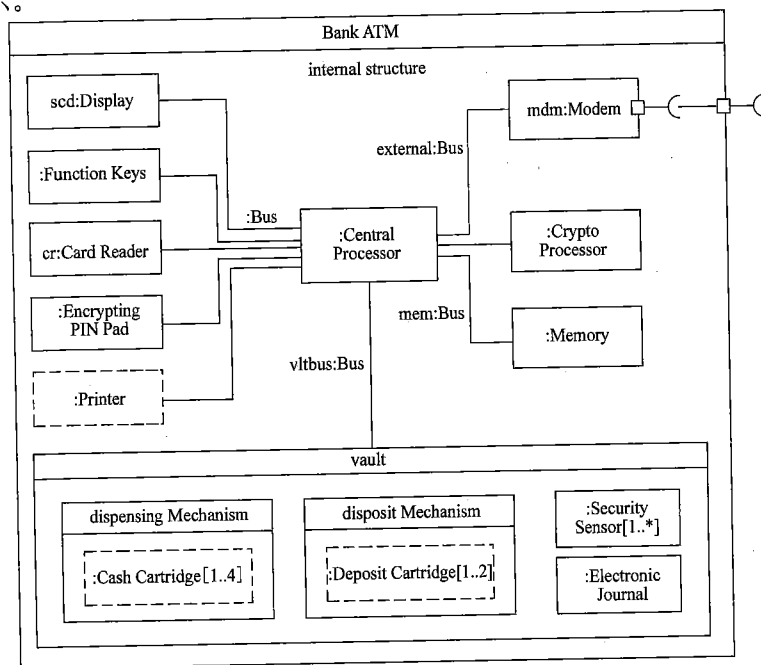 、。
Bank ATM
internal structure
scd:Display
mdm:Modem
external:Bus
:Function Keys
:Bus
:Central
Processor
:Crypto
Processor
cr:Card Reader
:Encrypting
PIN Pad
mem:Bus
:Memory
vltbus:Bus
:Printer
vault
dispensing Mechanism
:Cash Cartridge[1..4]
disposit Mechanism
:Deposit Cartridge[1..2]
:Security
Sensor[1..*]
:Electronic
Journal